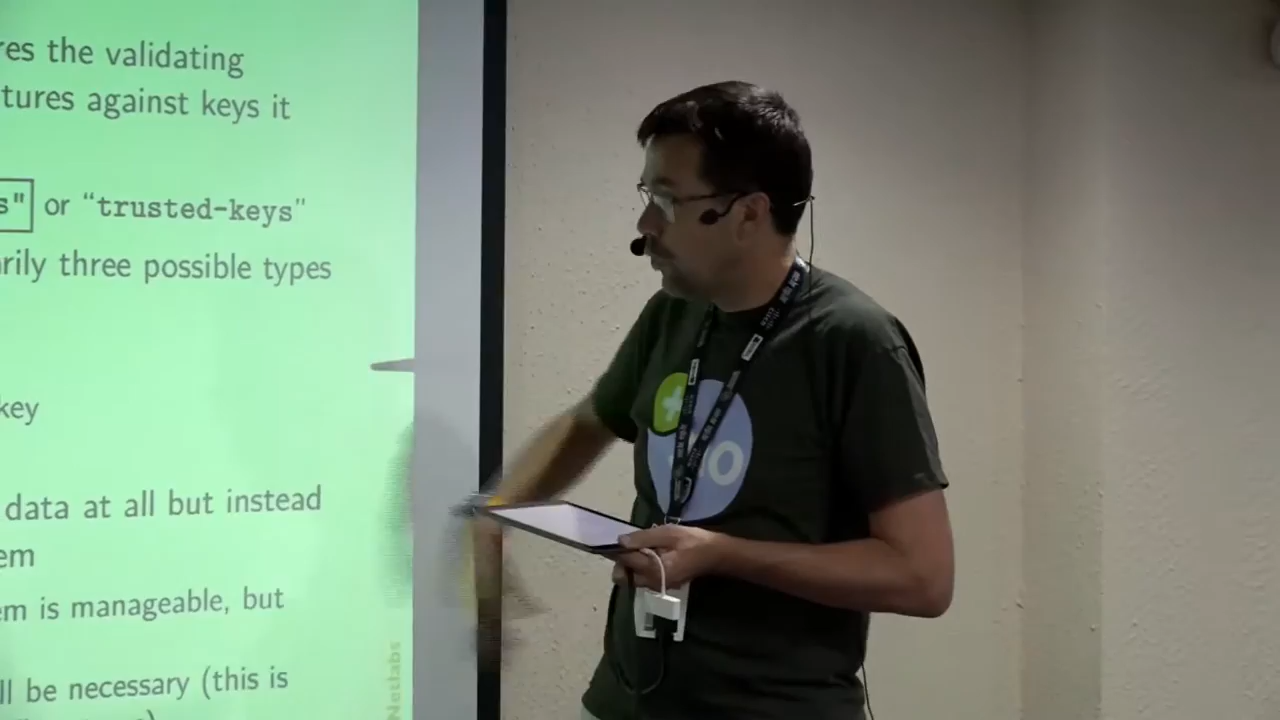 res the validating
tures against keys it
s" or “trusted-keys”
rily three possible types
key
data at all but instead
em
em is manageable, but
ll be necessary (this is
Netlabs